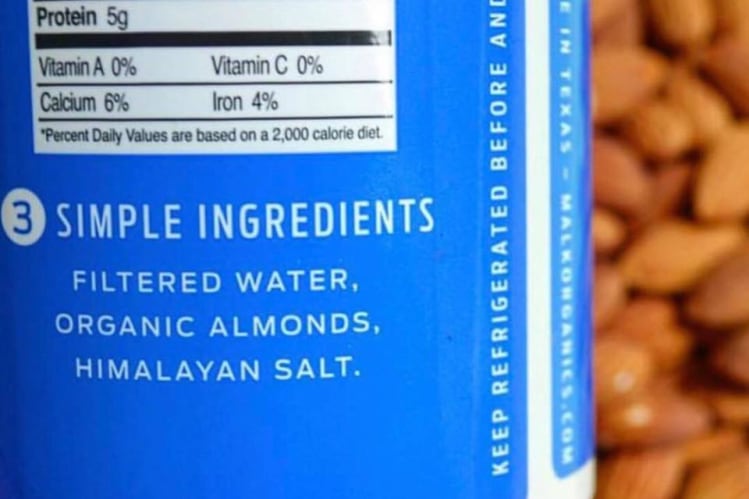 Protein 5g
Vitamin A 0% Vitamin C 0%
Calcium 6% Iron 4%
*Percent Daily Values are based on a 2,000 calorie diet.
3 SIMPLE INGREDIENTS
FILTERED WATER,
ORGANIC ALMONDS,
HIMALAYAN SALT.
KEEP REFRIGERATED BEFORE AND
IN TEXAS – MALKORGANICS.COM